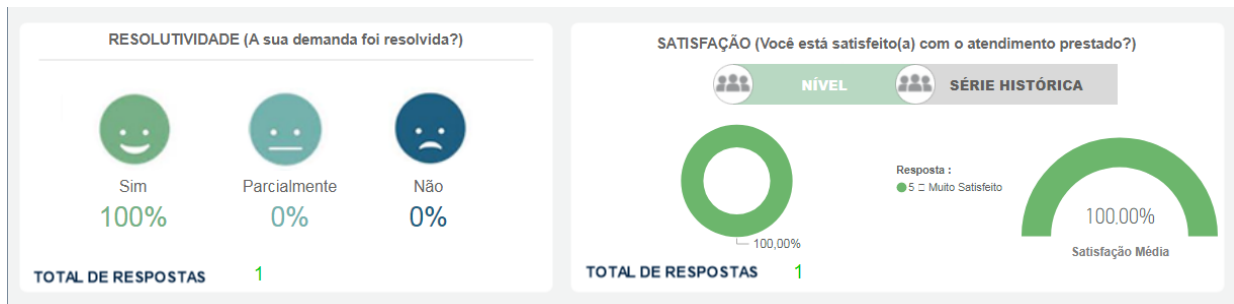 RESOLUTIVIDADE (A sua demanda foi resolvida?)
Sim
Parcialmente
Não
100%
0%
0%
TOTAL DE RESPOSTAS 1
SATISFAÇÃO (Você está satisfeito(a) com o atendimento prestado?)
NÍVEL
SÉRIE HISTÓRICA
Resposta :
5 □ Muito Satisfeito
100,00%
100,00%
Satisfação Média
TOTAL DE RESPOSTAS 1